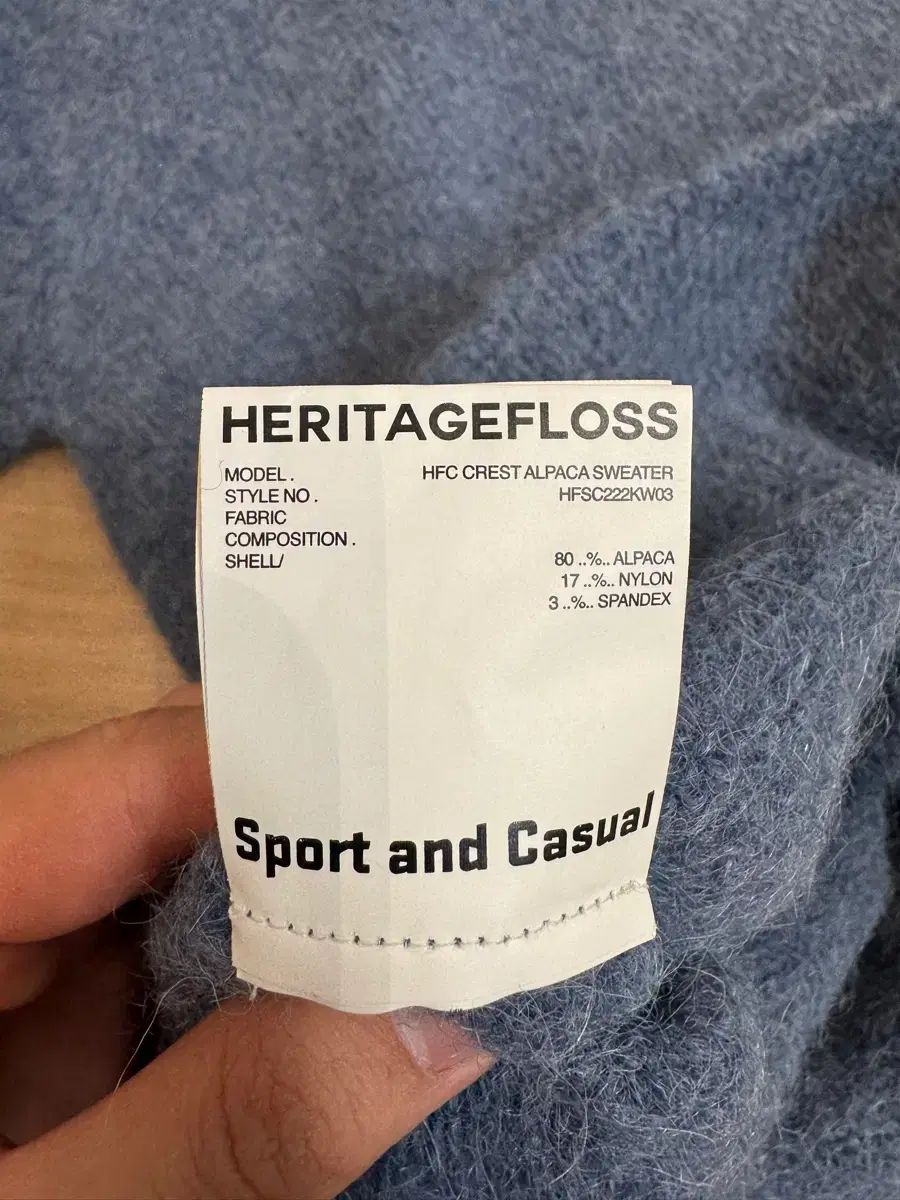 HERITAGEFLOSS
MODEL . HFC CREST ALPACA SWEATER
STYLE NO . HFSC222KW03
FABRIC
COMPOSITION .
SHELL/ 80 ..%.. ALPACA
17 ..%.. NYLON
3 ..%.. SPANDEX
Sport and Casual